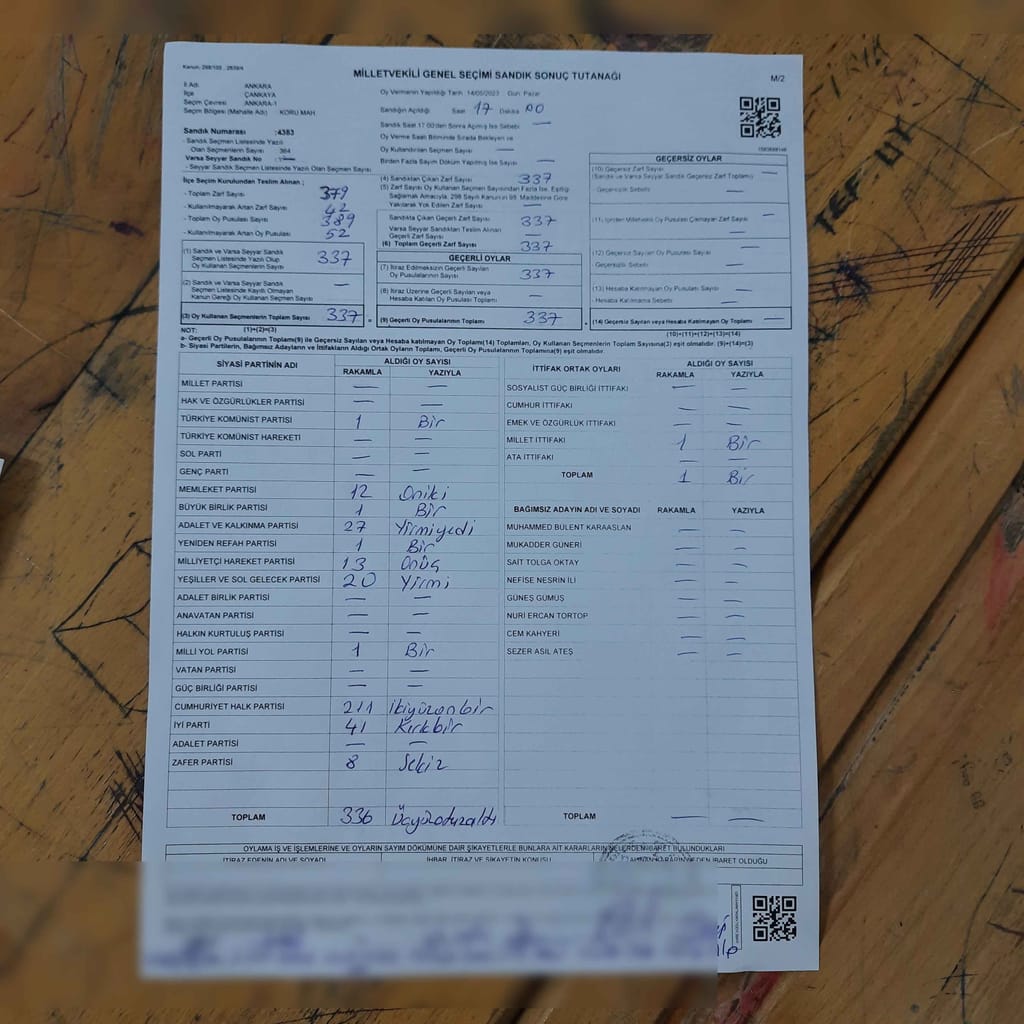 Kanun: 298/105 , 2839/4
MİLLETVEKİLİ GENEL SEÇİMİ SANDIK SONUÇ TUTANAĞI
M/2
İl Adı : ANKARA
İlçe : ÇANKAYA
Seçim Çevresi : ANKARA-1
Seçim Bölgesi (Mahalle Adı) : KORU MAH.
Oy Vermenin Yapıldığı Tarih: 14/05/2023 Gün: Pazar
Sandığın Açıldığı Saat 17 Dakika 00
Sandık Saat 17:00'den Sonra Açılmış İse Sebebi: —
Oy Verme Saati Bitiminde Sırada Bekleyen ve
Oy Kullandırılan Seçmen Sayısı —
Birden Fazla Sayım Döküm Yapılmış İse Sayısı —
Sandık Numarası :4383
- Sandık Seçmen Listesinde Yazılı
Olan Seçmenlerin Sayısı 364
Varsa Seyyar Sandık No : —
- Seyyar Sandık Seçmen Listesinde Yazılı Olan Seçmen Sayısı
İlçe Seçim Kurulundan Teslim Alınan ;
- Toplam Zarf Sayısı 379
- Kullanılmayarak Artan Zarf Sayısı 42
- Toplam Oy Pusulası Sayısı 389
- Kullanılmayarak Artan Oy Pusulası 52
(1) Sandık ve Varsa Seyyar Sandık
Seçmen Listesinde Yazılı Olup
Oy Kullanan Seçmenlerin Sayısı 337
(2) Sandık ve Varsa Seyyar Sandık
Seçmen Listesinde Kayıtlı Olmayan
Kanun Gereği Oy Kullanan Seçmen Sayısı —
(3) Oy Kullanan Seçmenlerin Toplam Sayısı 337
(4) Sandıktan Çıkan Zarf Sayısı 337
(5) Zarf Sayısı Oy Kullanan Seçmen Sayısından Fazla İse, Eşitliği
Sağlamak Amacıyla, 298 Sayılı Kanun'un 98. Maddesine Göre
Yakılarak Yok Edilen Zarf Sayısı —
Sandıkta Çıkan Geçerli Zarf Sayısı 337
Varsa Seyyar Sandıktan Teslim Alınan
Geçerli Zarf Sayısı —
(6) Toplam Geçerli Zarf Sayısı 337
GEÇERLİ OYLAR
(7) İtiraz Edilmeksizin Geçerli Sayılan
Oy Pusulalarının Sayısı 337
(8) İtiraz Üzerine Geçerli Sayılan veya
Hesaba Katılan Oy Pusulası Toplamı —
(9) Geçerli Oy Pusulalarının Toplamı 337
GEÇERSİZ OYLAR
(10) Geçersiz Zarf Sayısı
(Sandık ve Varsa Seyyar Sandık Geçersiz Zarf Toplamı) —
- Geçersizlik Sebebi —
(11) İçinden Milletvekili Oy Pusulası Çıkmayan Zarf Sayısı —
(12) Geçersiz Sayılan Oy Pusulası Sayısı —
- Geçersizlik Sebebi —
(13) Hesaba Katılmayan Oy Pusulası Sayısı —
- Hesaba Katılmama Sebebi —
(14) Geçersiz Sayılan veya Hesaba Katılmayan Oy Toplamı —
NOT: (1)+(2)=(3)
(10)+(11)+(12)+(13)=(14)
a- Geçerli Oy Pusulasının Toplamı(9) ile Geçersiz Sayılan veya Hesaba katılmayan Oy Toplam(14) Toplamları, Oy Kullanan Seçmenlerin Toplam Sayısına(3) eşit olmalıdır. (9)+(14)=(3)
b- Siyasi Partilerin, Bağımsız Adayların ve İttifakların Aldığı Ortak Oyların Toplamı, Geçerli Oy Pusulalarının Toplamına(9) eşit olmalıdır.
SİYASİ PARTİNİN ADI ALDIĞI OY SAYISI
RAKAMLA YAZIYLA
MİLLET PARTİSİ — —
HAK VE ÖZGÜRLÜKLER PARTİSİ — —
TÜRKİYE KOMÜNİST PARTİSİ 1 Bir
TÜRKİYE KOMÜNİST HAREKETİ — —
SOL PARTİ — —
GENÇ PARTİ — —
MEMLEKET PARTİSİ 12 Oniki
BÜYÜK BİRLİK PARTİSİ 1 Bir
ADALET VE KALKINMA PARTİSİ 27 Yirmiyedi
YENİDEN REFAH PARTİSİ 1 Bir
MİLLİYETÇİ HAREKET PARTİSİ 13 Onüç
YEŞİLLER VE SOL GELECEK PARTİSİ 20 Yirmi
ADALET BİRLİK PARTİSİ — —
ANAVATAN PARTİSİ — —
HALKIN KURTULUŞ PARTİSİ — —
MİLLİ YOL PARTİSİ 1 Bir
VATAN PARTİSİ — —
GÜÇ BİRLİĞİ PARTİSİ — —
CUMHURİYET HALK PARTİSİ 211 ikiyüzonbir
İYİ PARTİ 41 Kırkbir
ADALET PARTİSİ — —
ZAFER PARTİSİ 8 Sekiz
TOPLAM 336 Üçyüzotuzaltı
İTTİFAK ORTAK OYLARI ALDIĞI OY SAYISI
RAKAMLA YAZIYLA
SOSYALİST GÜÇ BİRLİĞİ İTTİFAKI — —
CUMHUR İTTİFAKI — —
EMEK VE ÖZGÜRLÜK İTTİFAKI — —
MİLLET İTTİFAKI 1 Bir
ATA İTTİFAKI — —
TOPLAM 1 Bir
BAĞIMSIZ ADAYIN ADI VE SOYADI RAKAMLA YAZIYLA
MUHAMMED BÜLENT KARAASLAN — —
MUKADDER GÜNERİ — —
SAİT TOLGA OKTAY — —
NEFİSE NESRİN İLİ — —
GÜNEŞ GÜMÜŞ — —
NURİ ERCAN TORTOP — —
CEM KAHYERİ — —
SEZER ASIL ATEŞ — —
TOPLAM — —
OYLAMA İŞ VE İŞLEMLERİNE VE OYLARIN SAYIM DÖKÜMÜNE DAİR ŞİKAYETLERLE BUNLARA AİT KARARLARIN NELERDEN İBARET BULUNDUKLARI
İTİRAZ EDENİN ADI VE SOYADI İHBAR, İTİRAZ VE ŞİKAYETİN KONUSU ALINAN KARARIN NEDEN İBARET OLDUĞU
TEF